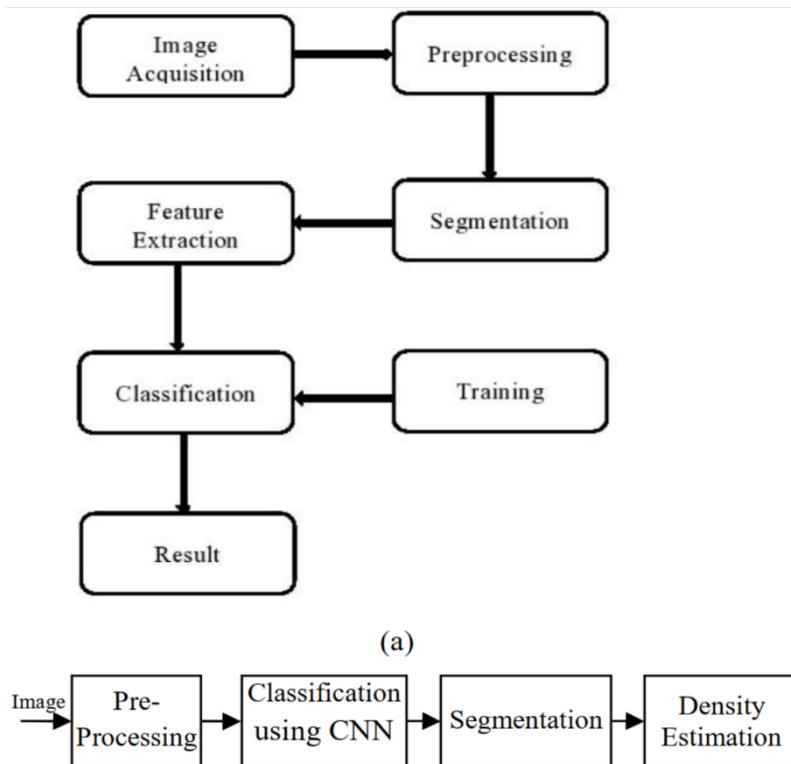 Image
Acquisition
Preprocessing
Feature
Extraction
Segmentation
Classification
Training
Result
(a)
Image
Pre-
Processing
Classification
using CNN
Segmentation
Density
Estimation